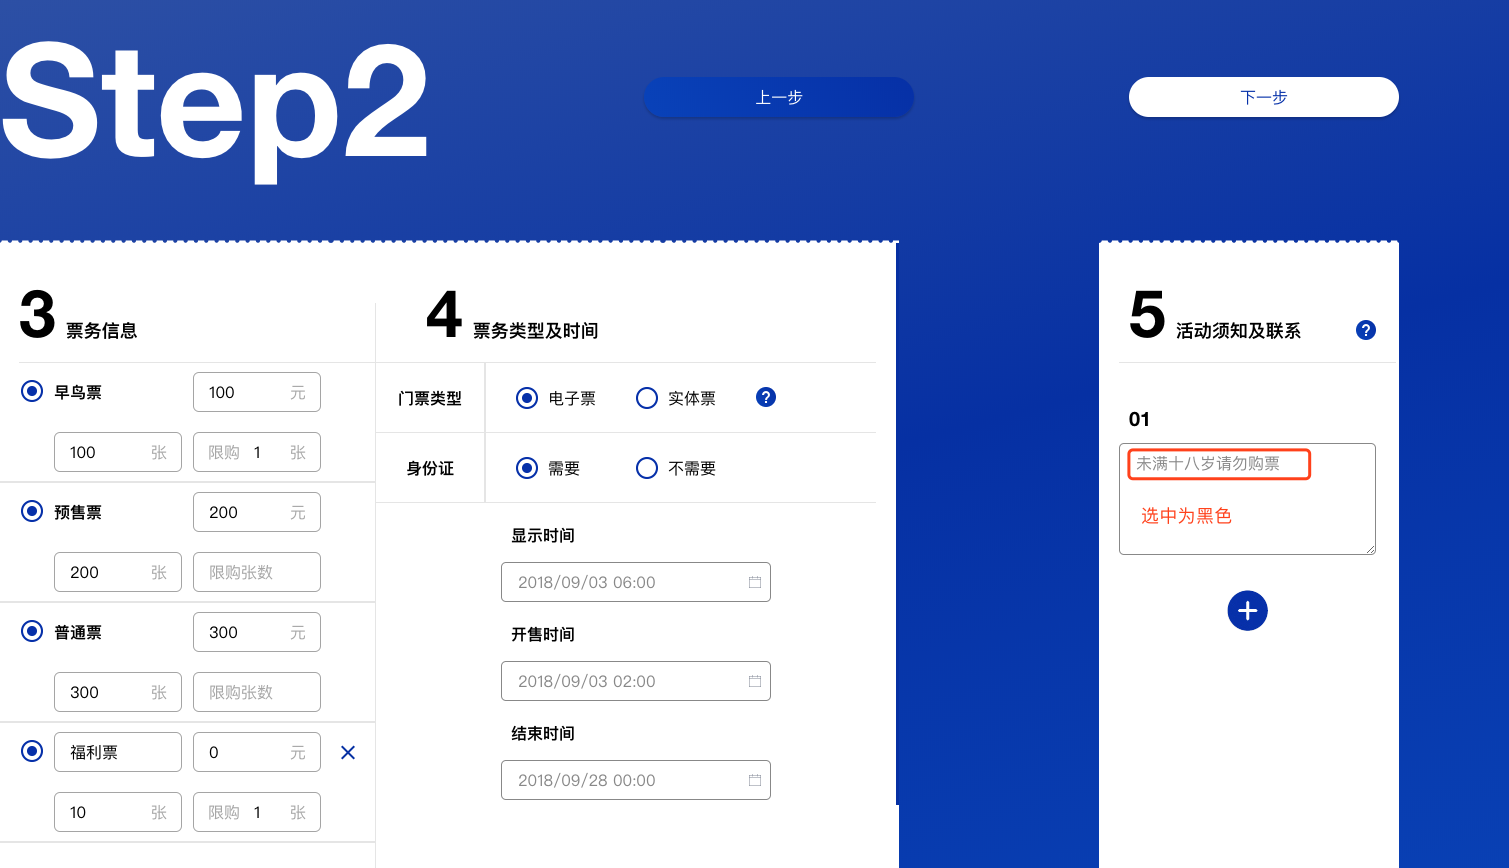 Step2
上一步
下一步
3 票务信息
早鸟票
100 元
100 张
限购 1 张
预售票
200 元
200 张
限购张数
普通票
300 元
300 张
限购张数
福利票
0 元
10 张
限购 1 张
4 票务类型及时间
门票类型
电子票
实体票
?
身份证
需要
不需要
显示时间
2018/09/03 06:00
开售时间
2018/09/03 02:00
结束时间
2018/09/28 00:00
5 活动须知及联系 ?
01
未满十八岁请勿购票
选中为黑色